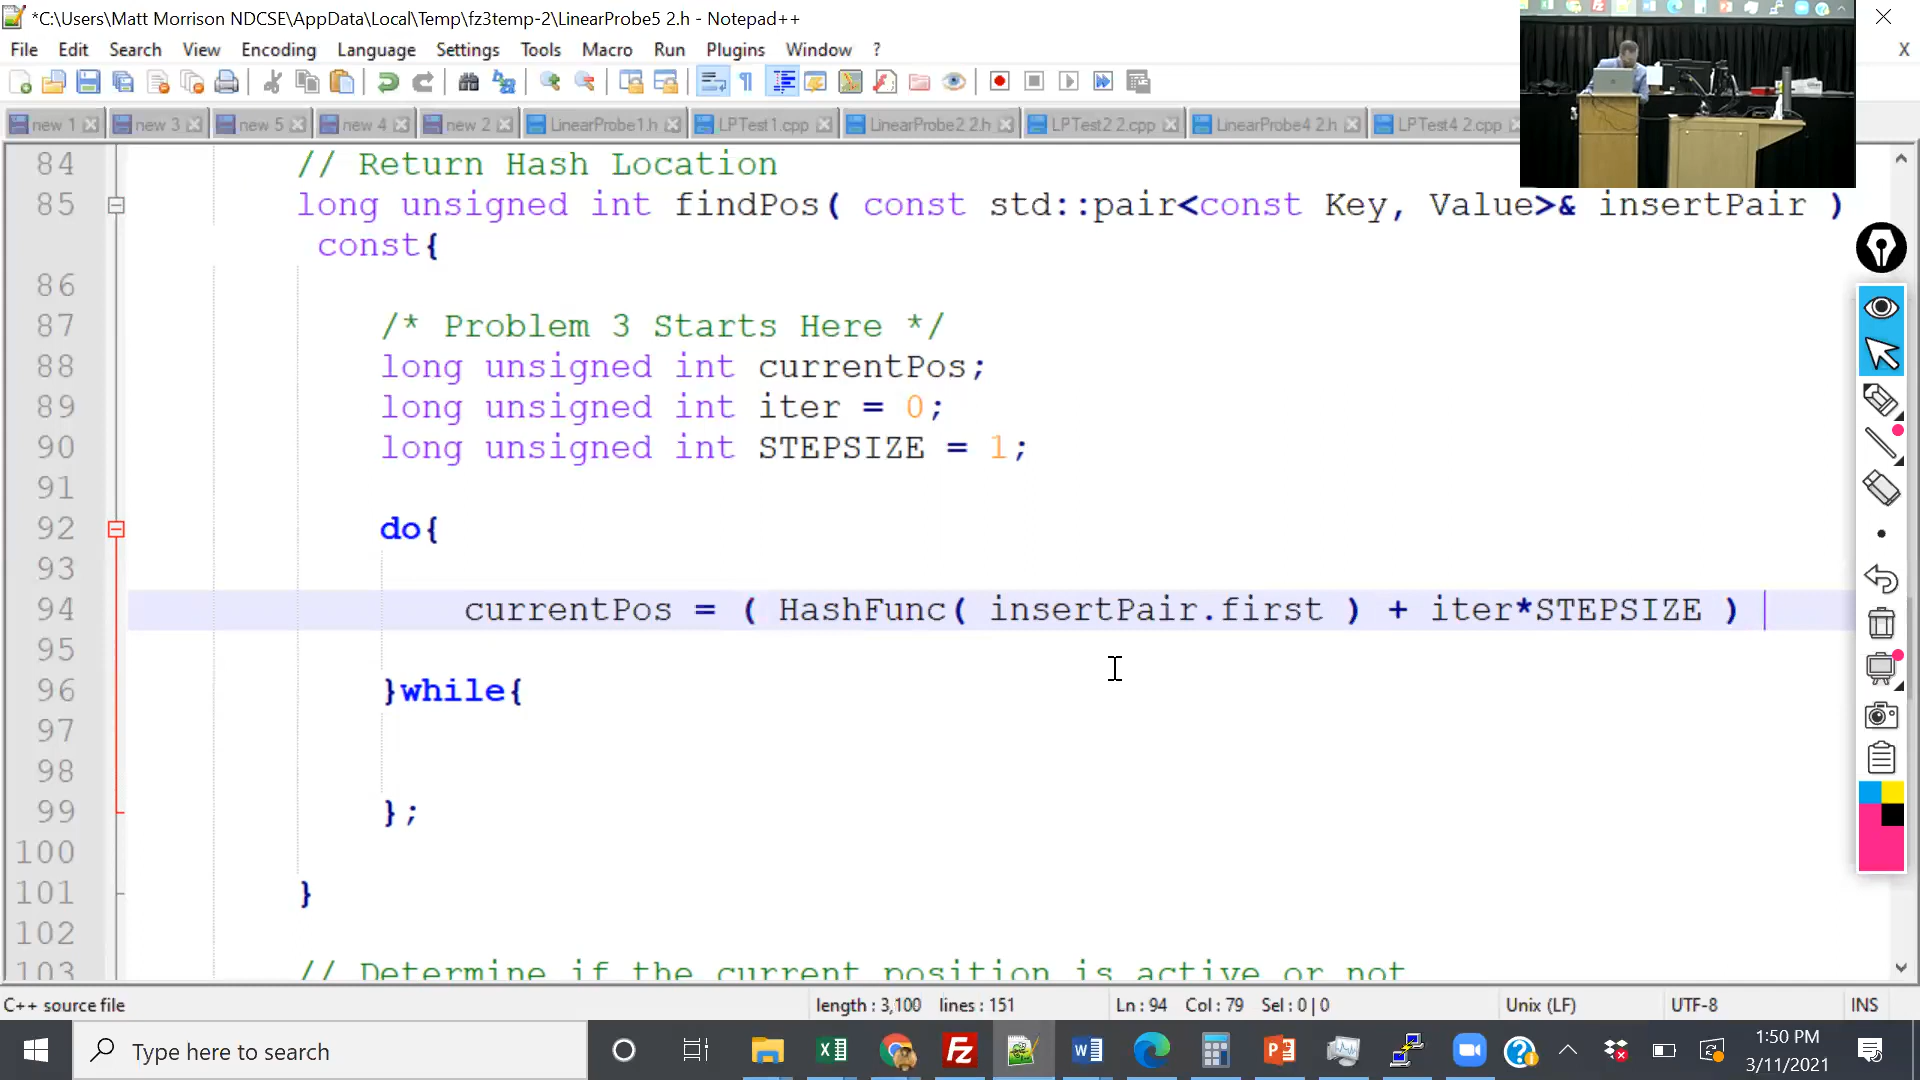 *C:\Users\Matt Morrison NDCSE\AppData\Local\Temp\fz3temp-2\LinearProbe5 2.h - Notepad++
File Edit Search View Encoding Language Settings Tools Macro Run Plugins Window ? X
new 1 new 3 new 5 new 4 new 2 LinearProbe1.h LPTest1.cpp LinearProbe2 2.h LPTest2 2.cpp LinearProbe4 2.h LPTest4 2.cpp
84 // Return Hash Location
85 long unsigned int findPos( const std::pair<const Key, Value>& insertPair )
const{
86
87 /* Problem 3 Starts Here */
88 long unsigned int currentPos;
89 long unsigned int iter = 0;
90 long unsigned int STEPSIZE = 1;
91
92 do{
93
94 currentPos = ( HashFunc( insertPair.first ) + iter*STEPSIZE )
95
96 }while{
97
98
99 };
100
101 }
102
103 // Determine if the current position is active or not
C++ source file length : 3,100 lines : 151 Ln : 94 Col : 79 Sel : 0 | 0 Unix (LF) UTF-8 INS
Type here to search
1:50 PM
3/11/2021